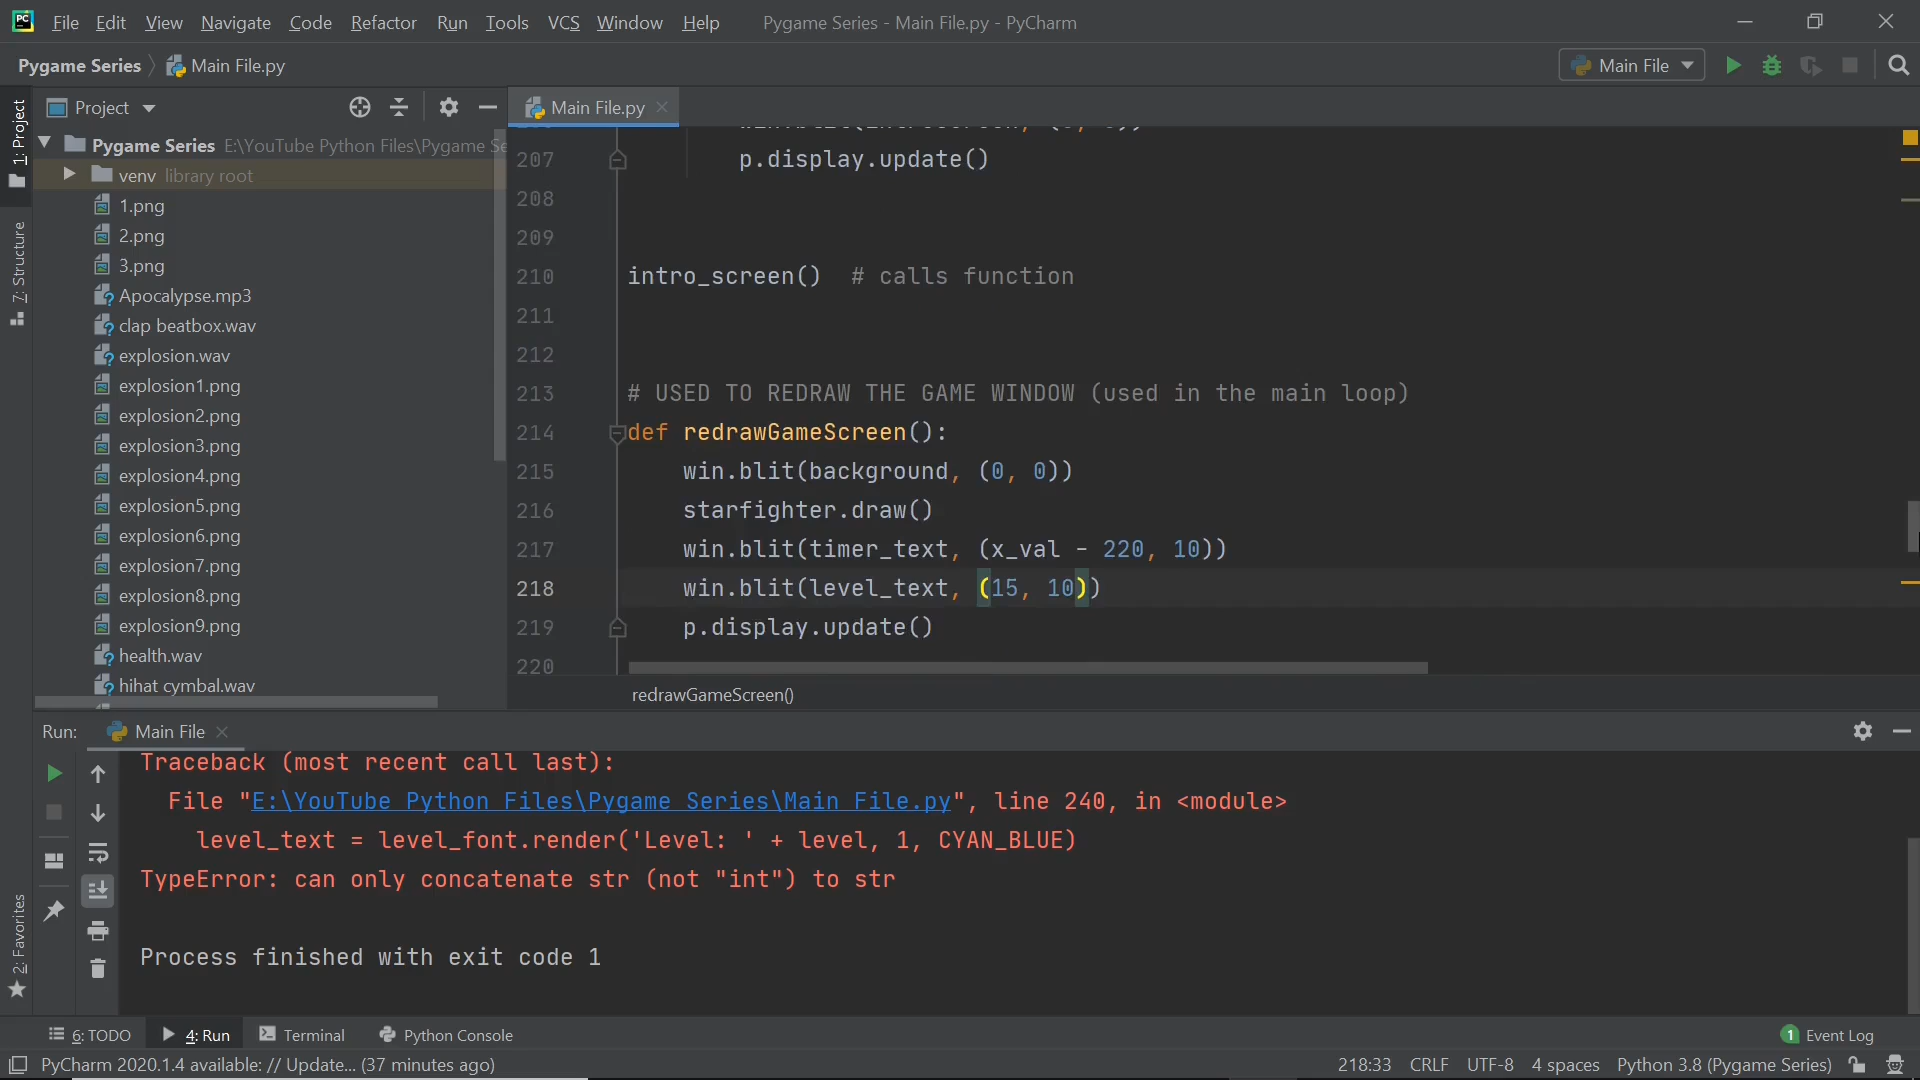 File Edit View Navigate Code Refactor Run Tools VCS Window Help Pygame Series - Main File.py - PyCharm
Pygame Series Main File.py Main File
1: Project
7: Structure
2: Favorites
Project
Pygame Series E:\YouTube Python Files\Pygame Se
venv library root
1.png
2.png
3.png
Apocalypse.mp3
clap beatbox.wav
explosion.wav
explosion1.png
explosion2.png
explosion3.png
explosion4.png
explosion5.png
explosion6.png
explosion7.png
explosion8.png
explosion9.png
health.wav
hihat cymbal.wav
Main File.py
207 p.display.update()
208
209
210 intro_screen() # calls function
211
212
213 # USED TO REDRAW THE GAME WINDOW (used in the main loop)
214 def redrawGameScreen():
215 win.blit(background, (0, 0))
216 starfighter.draw()
217 win.blit(timer_text, (x_val - 220, 10))
218 win.blit(level_text, (15, 10))
219 p.display.update()
220
redrawGameScreen()
Run: Main File
Traceback (most recent call last):
File "E:\YouTube Python Files\Pygame Series\Main File.py", line 240, in <module>
level_text = level_font.render('Level: ' + level, 1, CYAN_BLUE)
TypeError: can only concatenate str (not "int") to str
Process finished with exit code 1
6: TODO 4: Run Terminal Python Console 1 Event Log
PyCharm 2020.1.4 available: // Update... (37 minutes ago) 218:33 CRLF UTF-8 4 spaces Python 3.8 (Pygame Series)